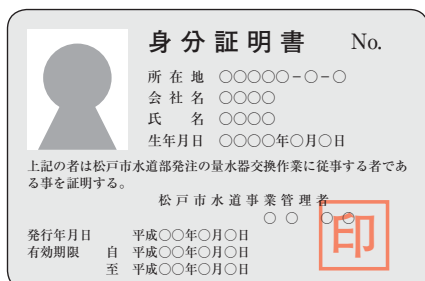 身分証明書 No.
所在地 ○○○○○−○−○
会社名 ○○○○
氏名 ○○○○
生年月日 ○○○○年○月○日
上記の者は松戸市水道部発注の量水器交換作業に従事する者であ
る事を証明する。
松戸市水道事業管理者
○○ ○○
印
発行年月日 平成○○年○月○日
有効期限 自 平成○○年○月○日
至 平成○○年○月○日